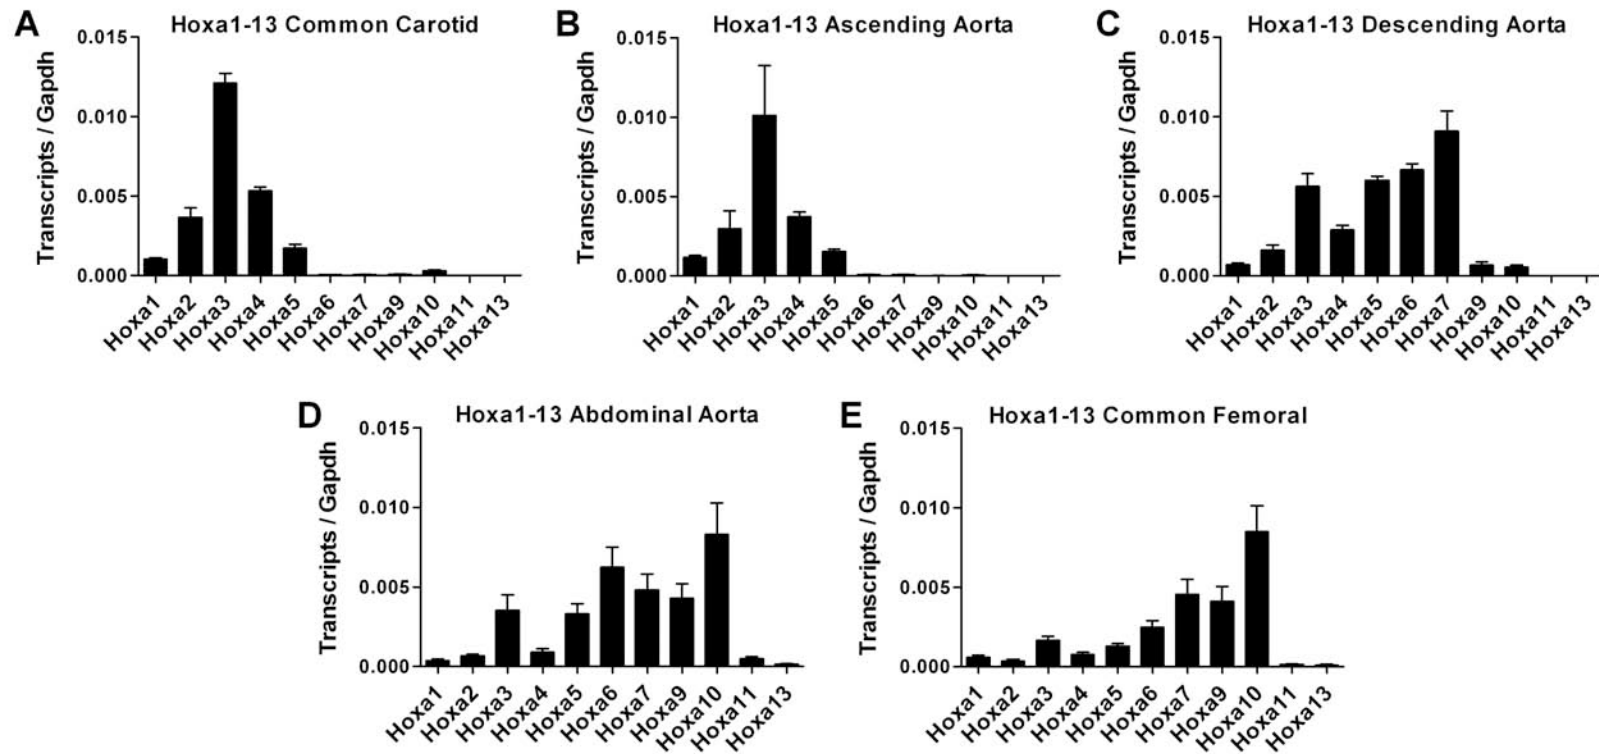 A
Hoxa1-13 Common Carotid
Transcripts / Gapdh
0.015
0.010
0.005
0.000
Hoxa1
Hoxa2
Hoxa3
Hoxa4
Hoxa5
Hoxa6
Hoxa7
Hoxa9
Hoxa10
Hoxa11
Hoxa13
B
Hoxa1-13 Ascending Aorta
Transcripts / Gapdh
0.015
0.010
0.005
0.000
Hoxa1
Hoxa2
Hoxa3
Hoxa4
Hoxa5
Hoxa6
Hoxa7
Hoxa9
Hoxa10
Hoxa11
Hoxa13
C
Hoxa1-13 Descending Aorta
Transcripts / Gapdh
0.015
0.010
0.005
0.000
Hoxa1
Hoxa2
Hoxa3
Hoxa4
Hoxa5
Hoxa6
Hoxa7
Hoxa9
Hoxa10
Hoxa11
Hoxa13
D
Hoxa1-13 Abdominal Aorta
Transcripts / Gapdh
0.015
0.010
0.005
0.000
Hoxa1
Hoxa2
Hoxa3
Hoxa4
Hoxa5
Hoxa6
Hoxa7
Hoxa9
Hoxa10
Hoxa11
Hoxa13
E
Hoxa1-13 Common Femoral
Transcripts / Gapdh
0.015
0.010
0.005
0.000
Hoxa1
Hoxa2
Hoxa3
Hoxa4
Hoxa5
Hoxa6
Hoxa7
Hoxa9
Hoxa10
Hoxa11
Hoxa13